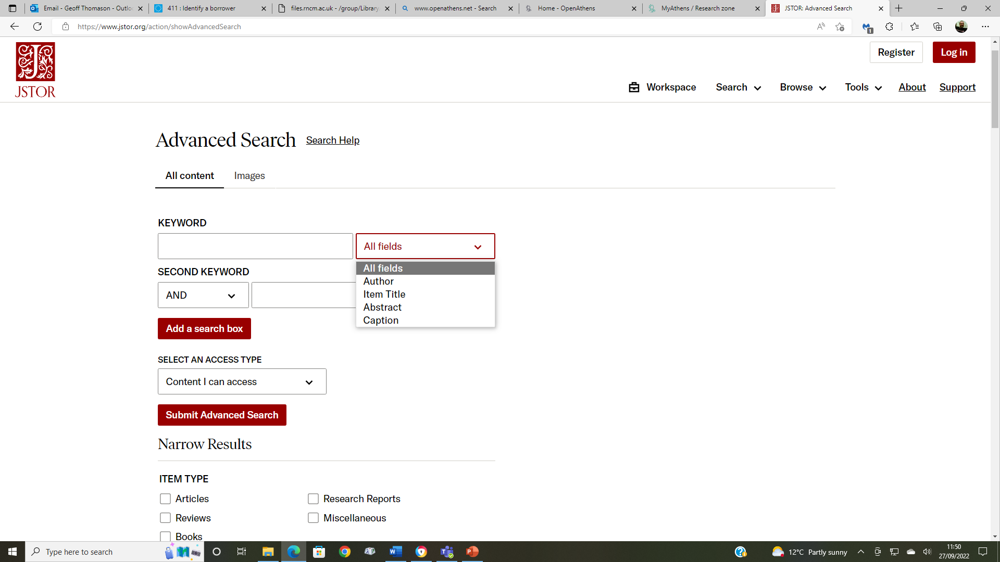 Email - Geoff Thomason - Outlo
411 : Identify a borrower
files.rncm.ac.uk - /group/Library
www.openathens.net - Search
Home - OpenAthens
MyAthens / Research zone
JSTOR: Advanced Search
https://www.jstor.org/action/showAdvancedSearch
1
Register
Log in
JSTOR
Workspace
Search
Browse
Tools
About
Support
Advanced Search
Search Help
All content
Images
KEYWORD
All fields
All fields
Author
Item Title
Abstract
Caption
SECOND KEYWORD
AND
Add a search box
SELECT AN ACCESS TYPE
Content I can access
Submit Advanced Search
Narrow Results
ITEM TYPE
Articles
Research Reports
Reviews
Miscellaneous
Books
Type here to search
12°C Partly sunny
11:50
27/09/2022